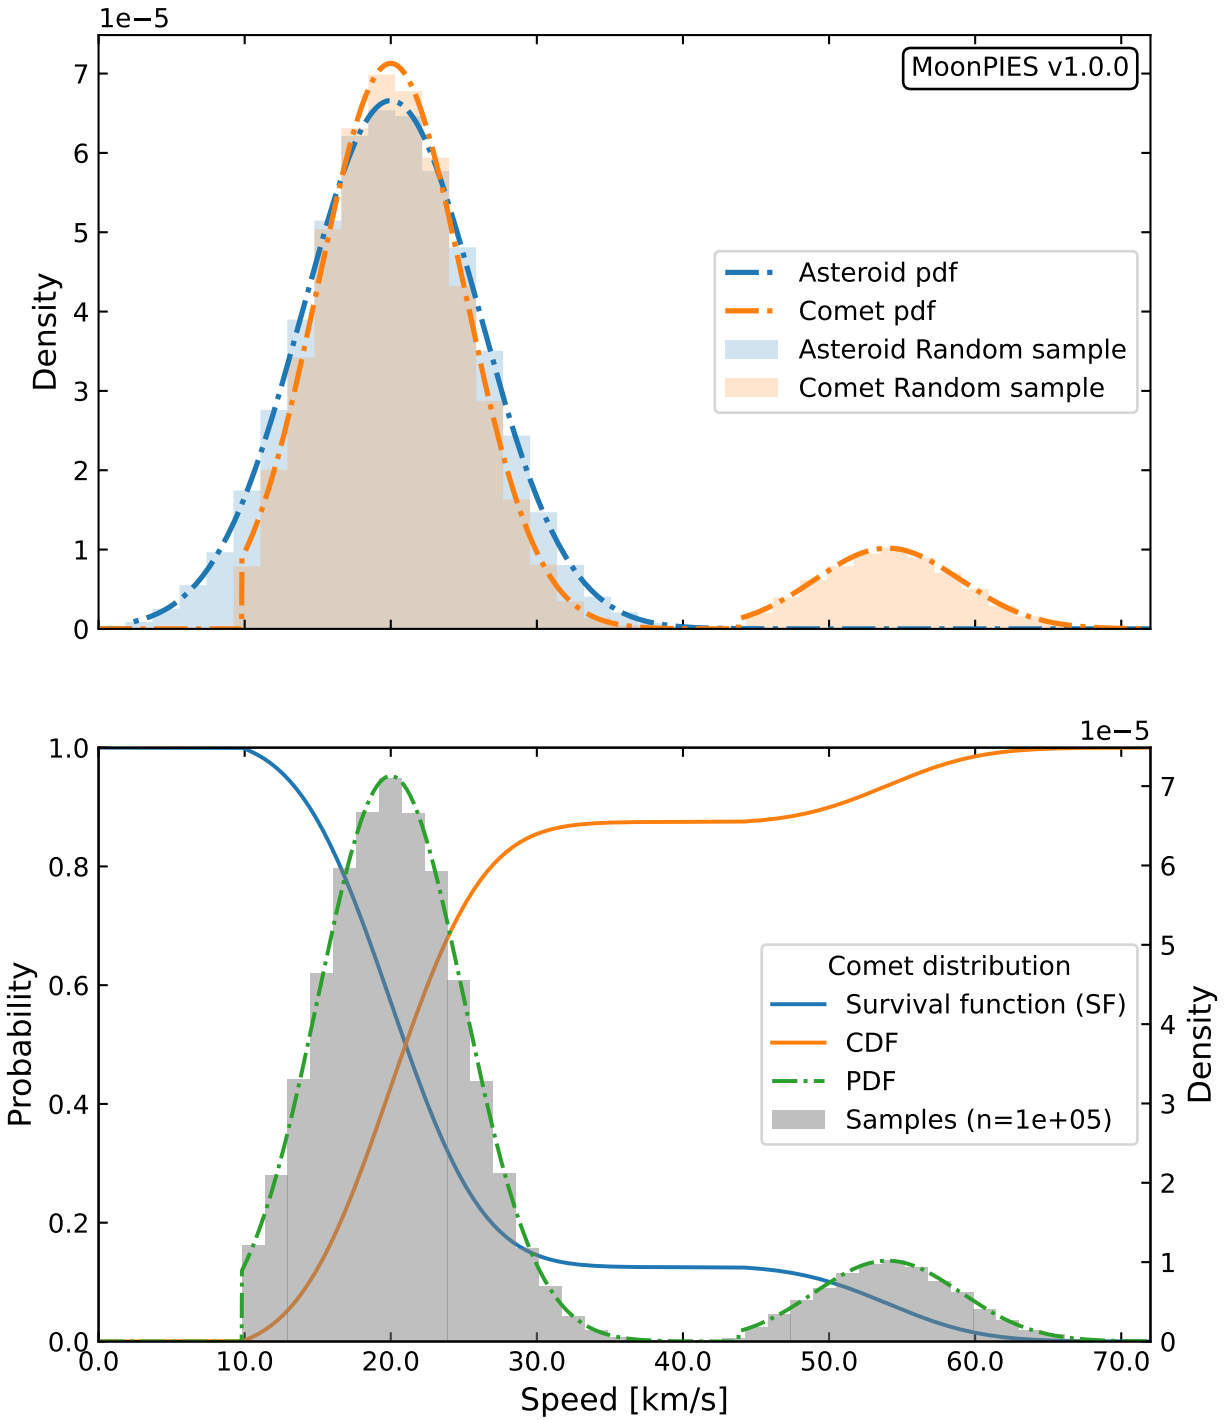 1e−5
MoonPIES v1.0.0
7
6
5
4
3
2
1
0
Density
Asteroid pdf
Comet pdf
Asteroid Random sample
Comet Random sample
1e−5
1.0
0.8
0.6
0.4
0.2
0.0
Probability
7
6
5
4
3
2
1
0
Density
Comet distribution
Survival function (SF)
CDF
PDF
Samples (n=1e+05)
0.0 10.0 20.0 30.0 40.0 50.0 60.0 70.0
Speed [km/s]